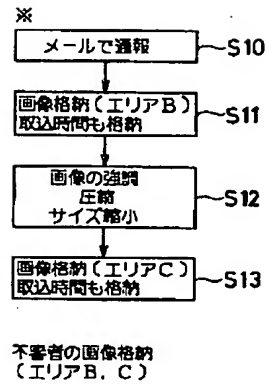 ※
メールで通報
S10
画像格納(エリアB)
取込時間も格納
S11
画像の強調
圧縮
サイズ縮小
S12
画像格納(エリアC)
取込時間も格納
S13
不審者の画像格納
(エリアB.C)